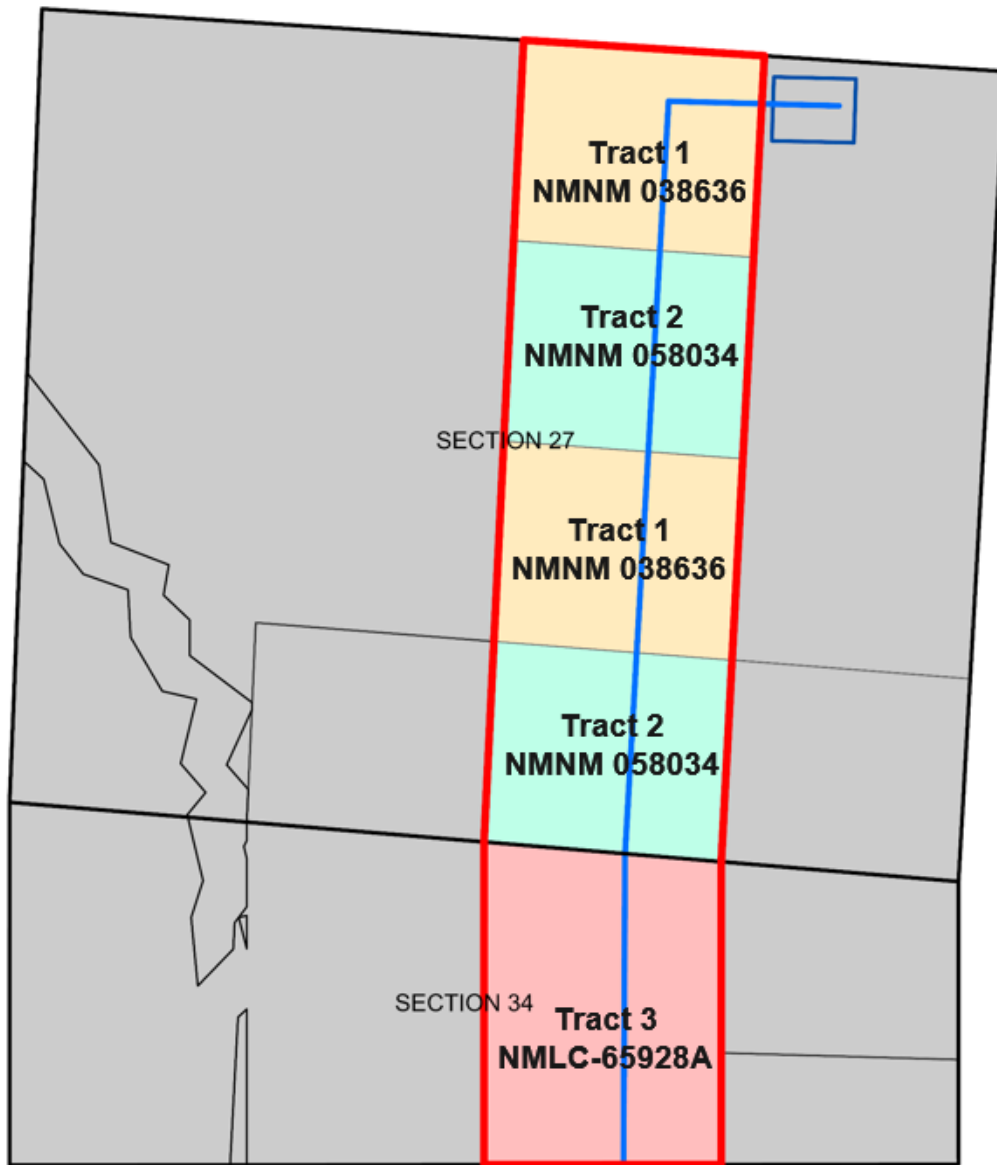 Tract 1
NMNM 038636
Tract 2
NMNM 058034
SECTION 27
Tract 1
NMNM 038636
Tract 2
NMNM 058034
SECTION 34
Tract 3
NMLC-65928A